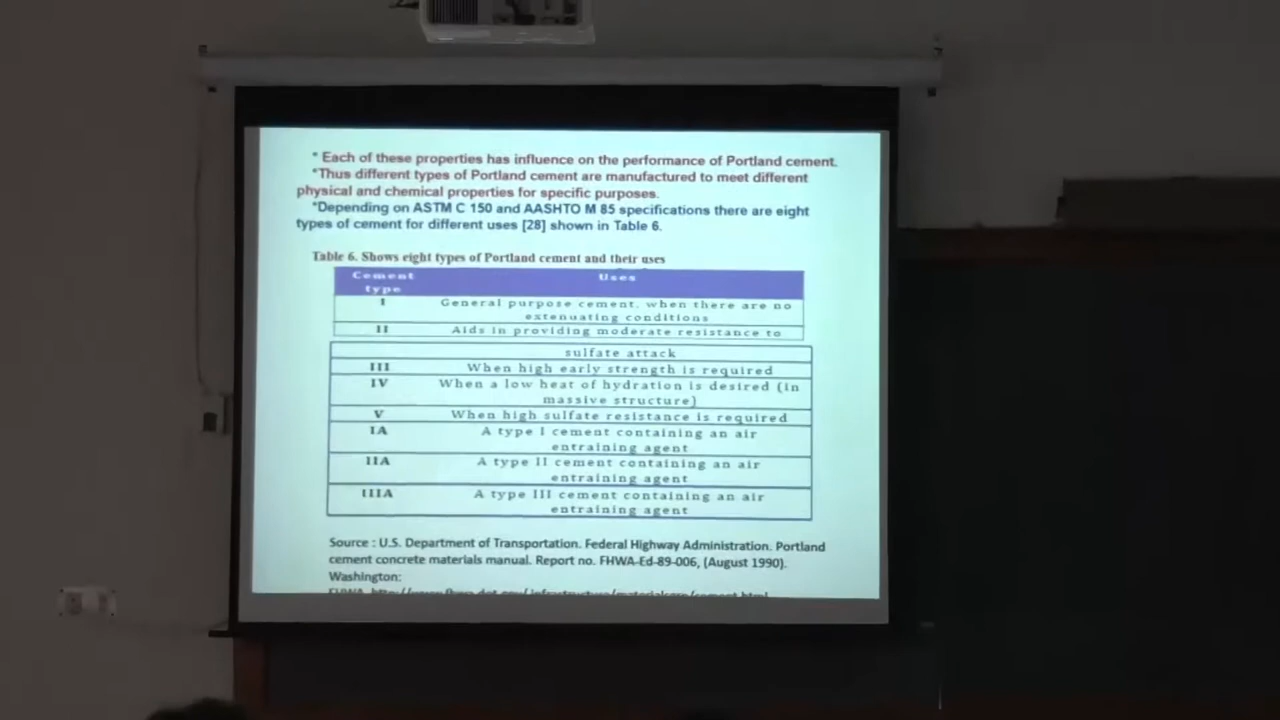 * Each of these properties has influence on the performance of Portland cement.
*Thus different types of Portland cement are manufactured to meet different
physical and chemical properties for specific purposes.
*Depending on ASTM C 150 and AASHTO M 85 specifications there are eight
types of cement for different uses [28] shown in Table 6.
Table 6. Shows eight types of Portland cement and their uses
Cement type Uses
I General purpose cement, when there are no
extenuating conditions
II Aids in providing moderate resistance to
sulfate attack
III When high early strength is required
IV When a low heat of hydration is desired (in
massive structure)
V When high sulfate resistance is required
IA A type I cement containing an air
entraining agent
IIA A type II cement containing an air
entraining agent
IIIA A type III cement containing an air
entraining agent
Source : U.S. Department of Transportation. Federal Highway Administration. Portland
cement concrete materials manual. Report no. FHWA-Ed-89-006, (August 1990).
Washington: